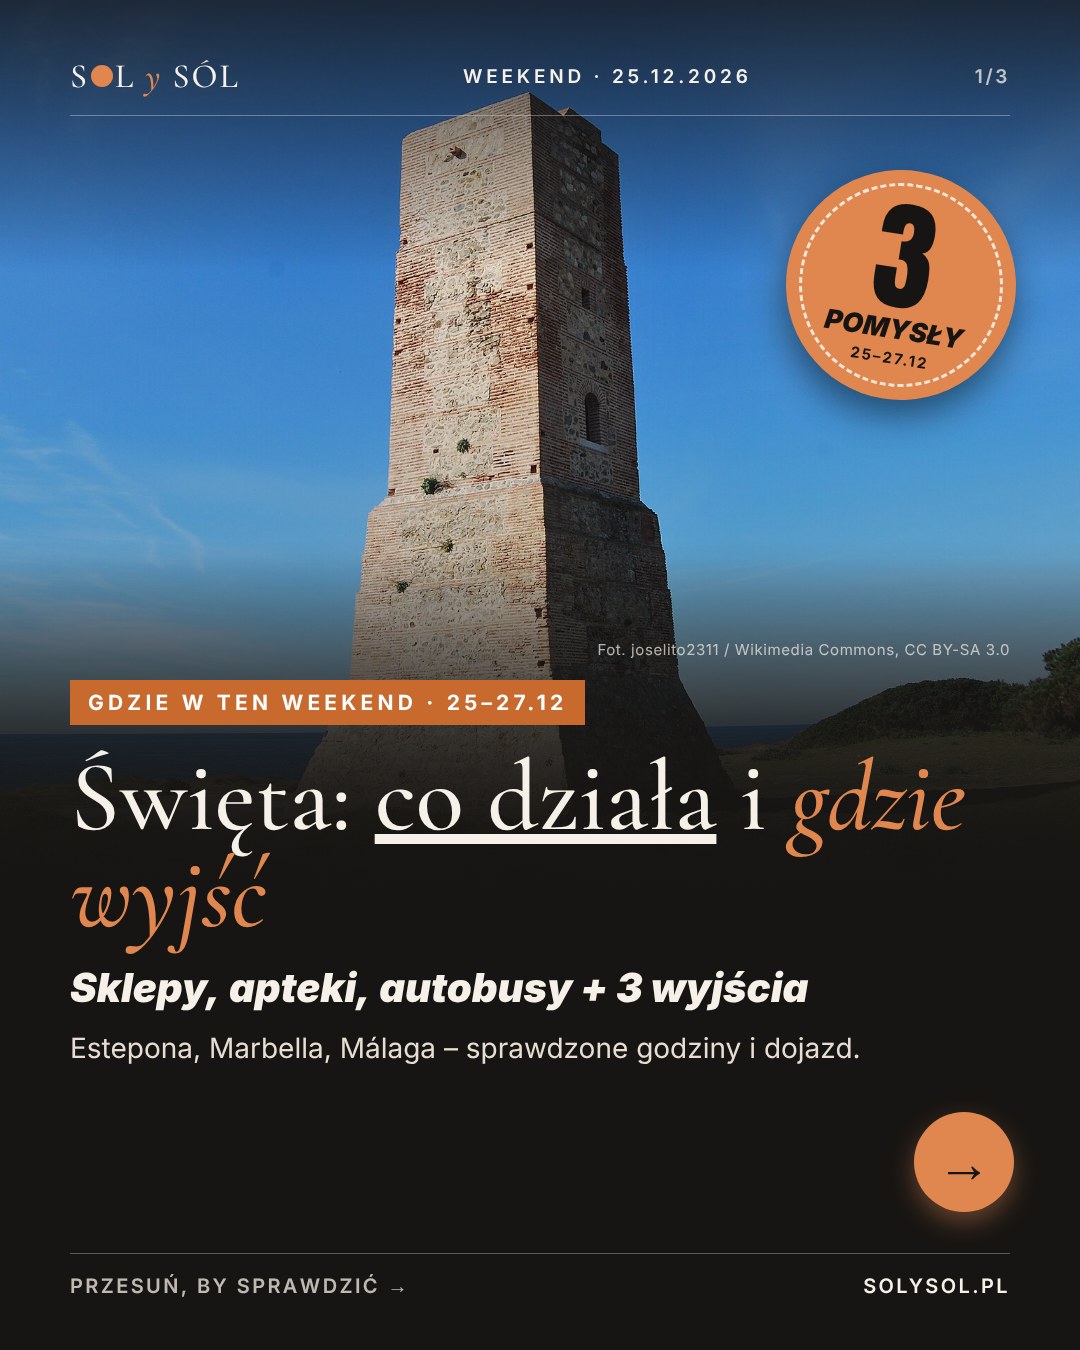 SOL y SÓL
WEEKEND · 25.12.2026
1/3
3
POMYSŁY
25–27.12
Fot. joselito2311 / Wikimedia Commons, CC BY-SA 3.0
GDZIE W TEN WEEKEND · 25–27.12
Święta: co działa i gdzie
wyjść
Sklepy, apteki, autobusy + 3 wyjścia
Estepona, Marbella, Málaga – sprawdzone godziny i dojazd.
→
PRZESUŃ, BY SPRAWDZIĆ →
SOLYSOL.PL